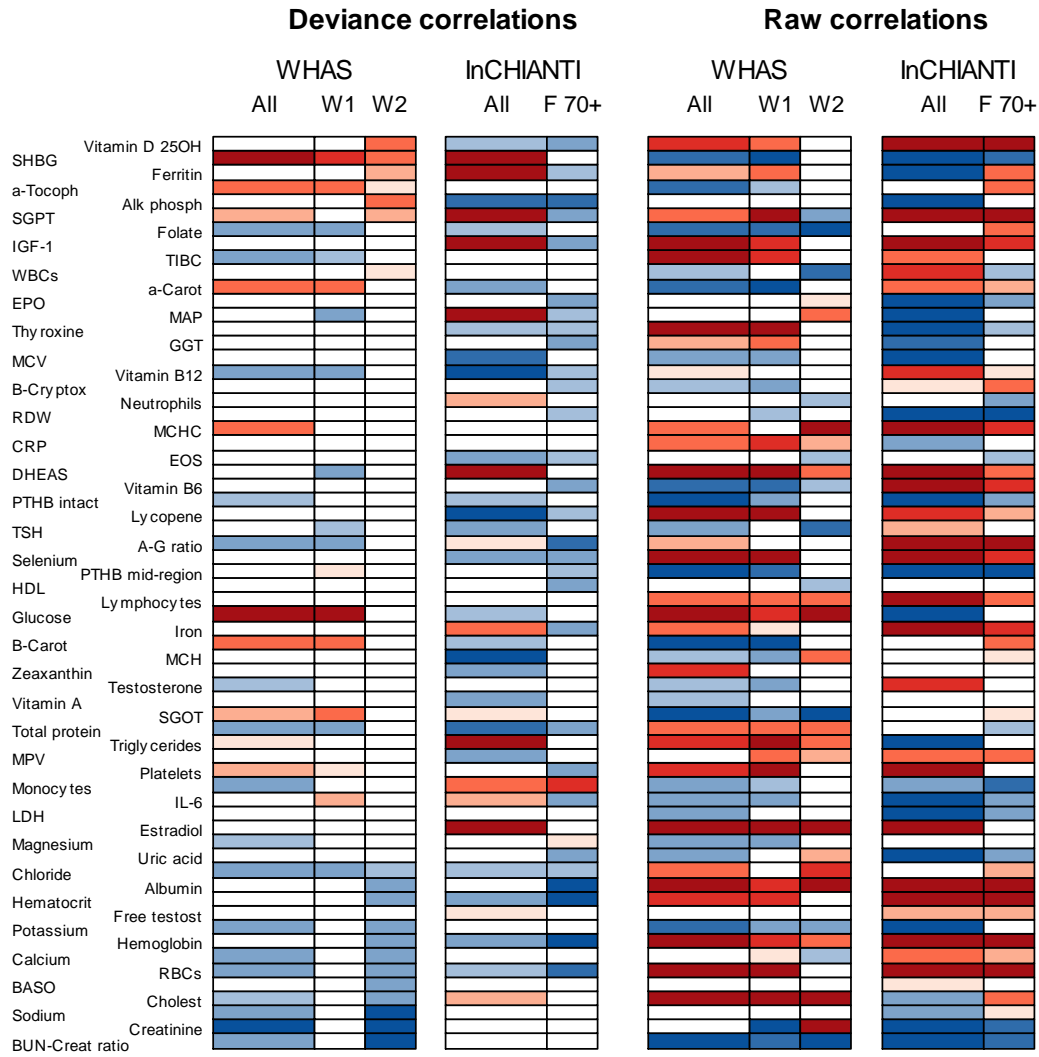 Deviance correlations Raw correlations
WHAS InCHIANTI WHAS InCHIANTI
All W1 W2 All F 70+ All W1 W2 All F 70+
Vitamin D 25OH
SHBG
Ferritin
a-Tocoph
Alk phosph
SGPT
Folate
IGF-1
TIBC
WBCs
a-Carot
EPO
MAP
Thyroxine
GGT
MCV
Vitamin B12
B-Cryptox
Neutrophils
RDW
MCHC
CRP
EOS
DHEAS
Vitamin B6
PTHB intact
Lycopene
TSH
A-G ratio
Selenium
PTHB mid-region
HDL
Lymphocytes
Glucose
Iron
B-Carot
MCH
Zeaxanthin
Testosterone
Vitamin A
SGOT
Total protein
Triglycerides
MPV
Platelets
Monocytes
IL-6
LDH
Estradiol
Magnesium
Uric acid
Chloride
Albumin
Hematocrit
Free testost
Potassium
Hemoglobin
Calcium
RBCs
BASO
Cholest
Sodium
Creatinine
BUN-Creat ratio